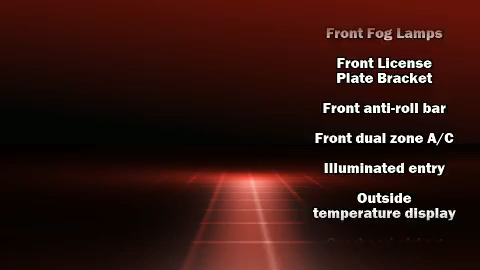 Front Fog Lamps
Front License
Plate Bracket
Front anti-roll bar
Front dual zone A/C
Illuminated entry
Outside
temperature display